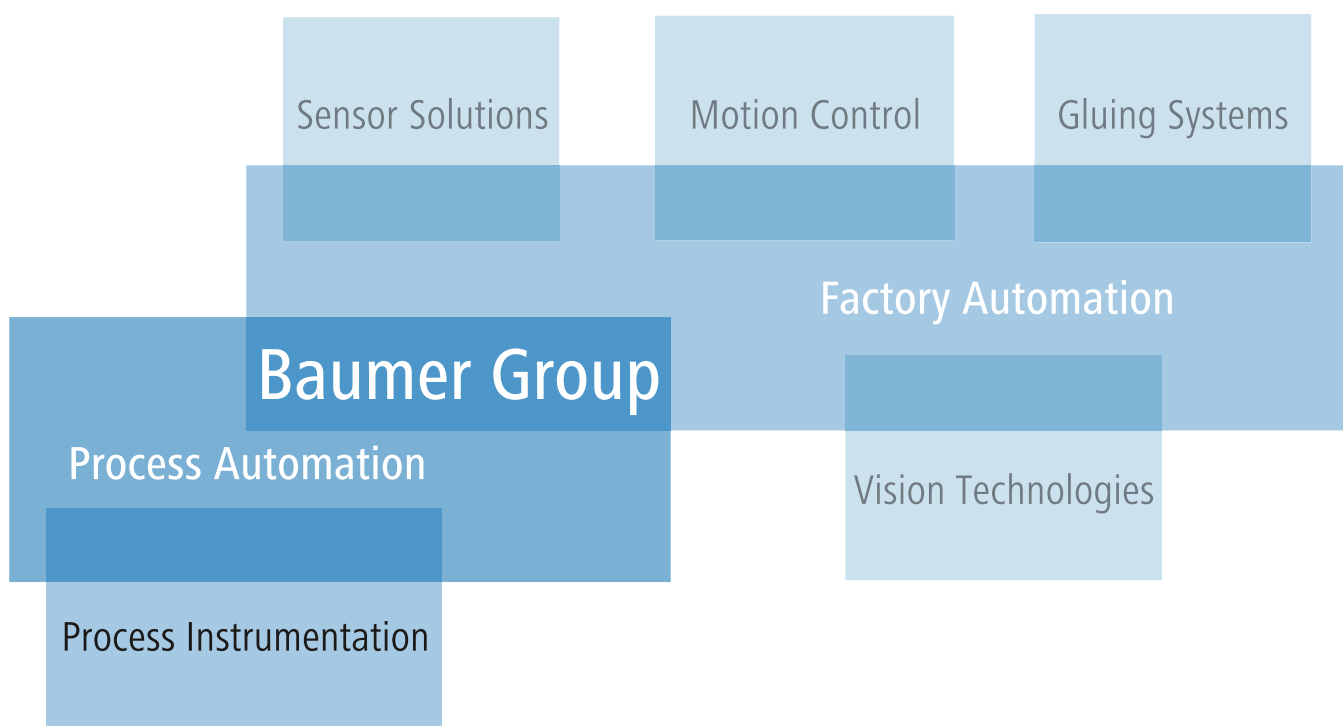 Sensor Solutions
Motion Control
Gluing Systems
Factory Automation
Baumer Group
Process Automation
Vision Technologies
Process Instrumentation